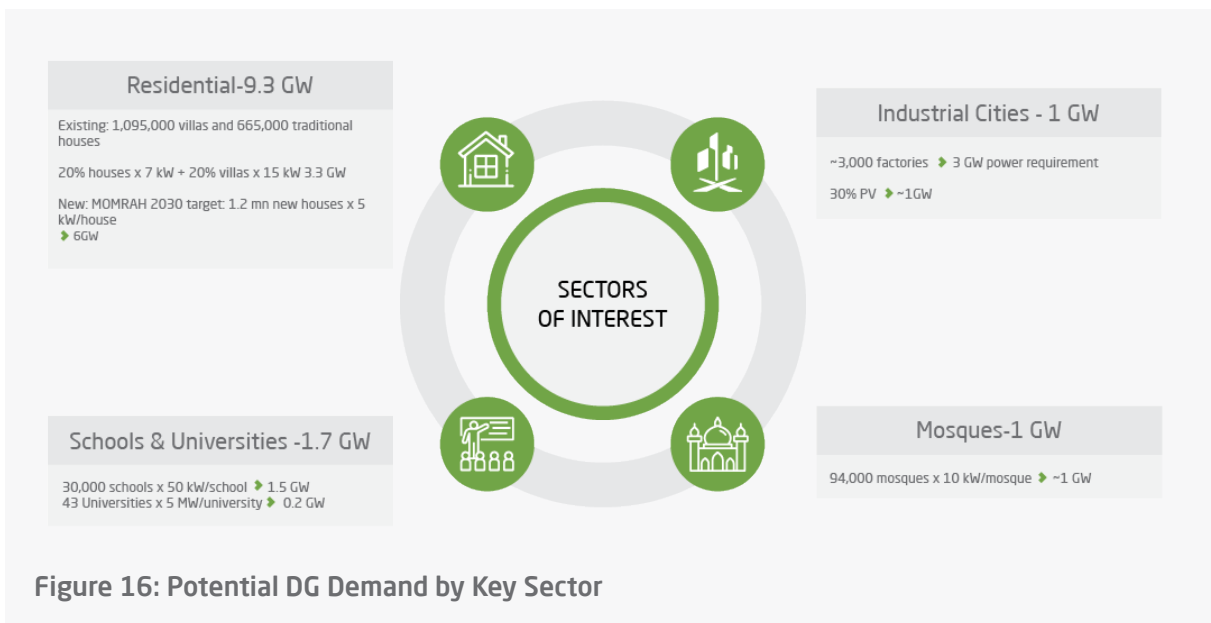 Residential-9.3 GW
Existing: 1,095,000 villas and 665,000 traditional
houses
20% houses x 7 kW + 20% villas x 15 kW 3.3 GW
New: MOMRAH 2030 target: 1.2 mn new houses x 5
kW/house
6GW
Industrial Cities - 1 GW
~3,000 factories 3 GW power requirement
30% PV ~1GW
SECTORS
OF INTEREST
Schools & Universities -1.7 GW
30,000 schools x 50 kW/school 1.5 GW
43 Universities x 5 MW/university 0.2 GW
Mosques-1 GW
94,000 mosques x 10 kW/mosque ~1 GW
Figure 16: Potential DG Demand by Key Sector